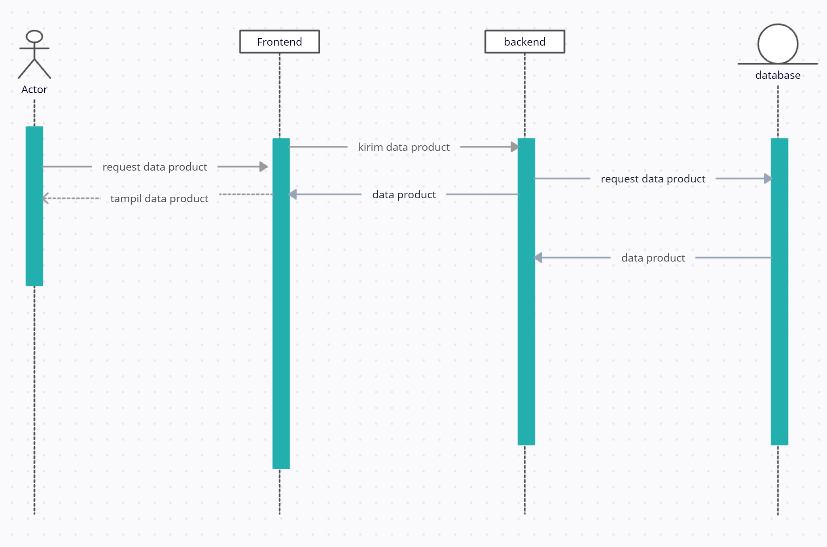 Frontend
backend
database
Actor
kirim data product
request data product
request data product
data product
tampil data product
data product